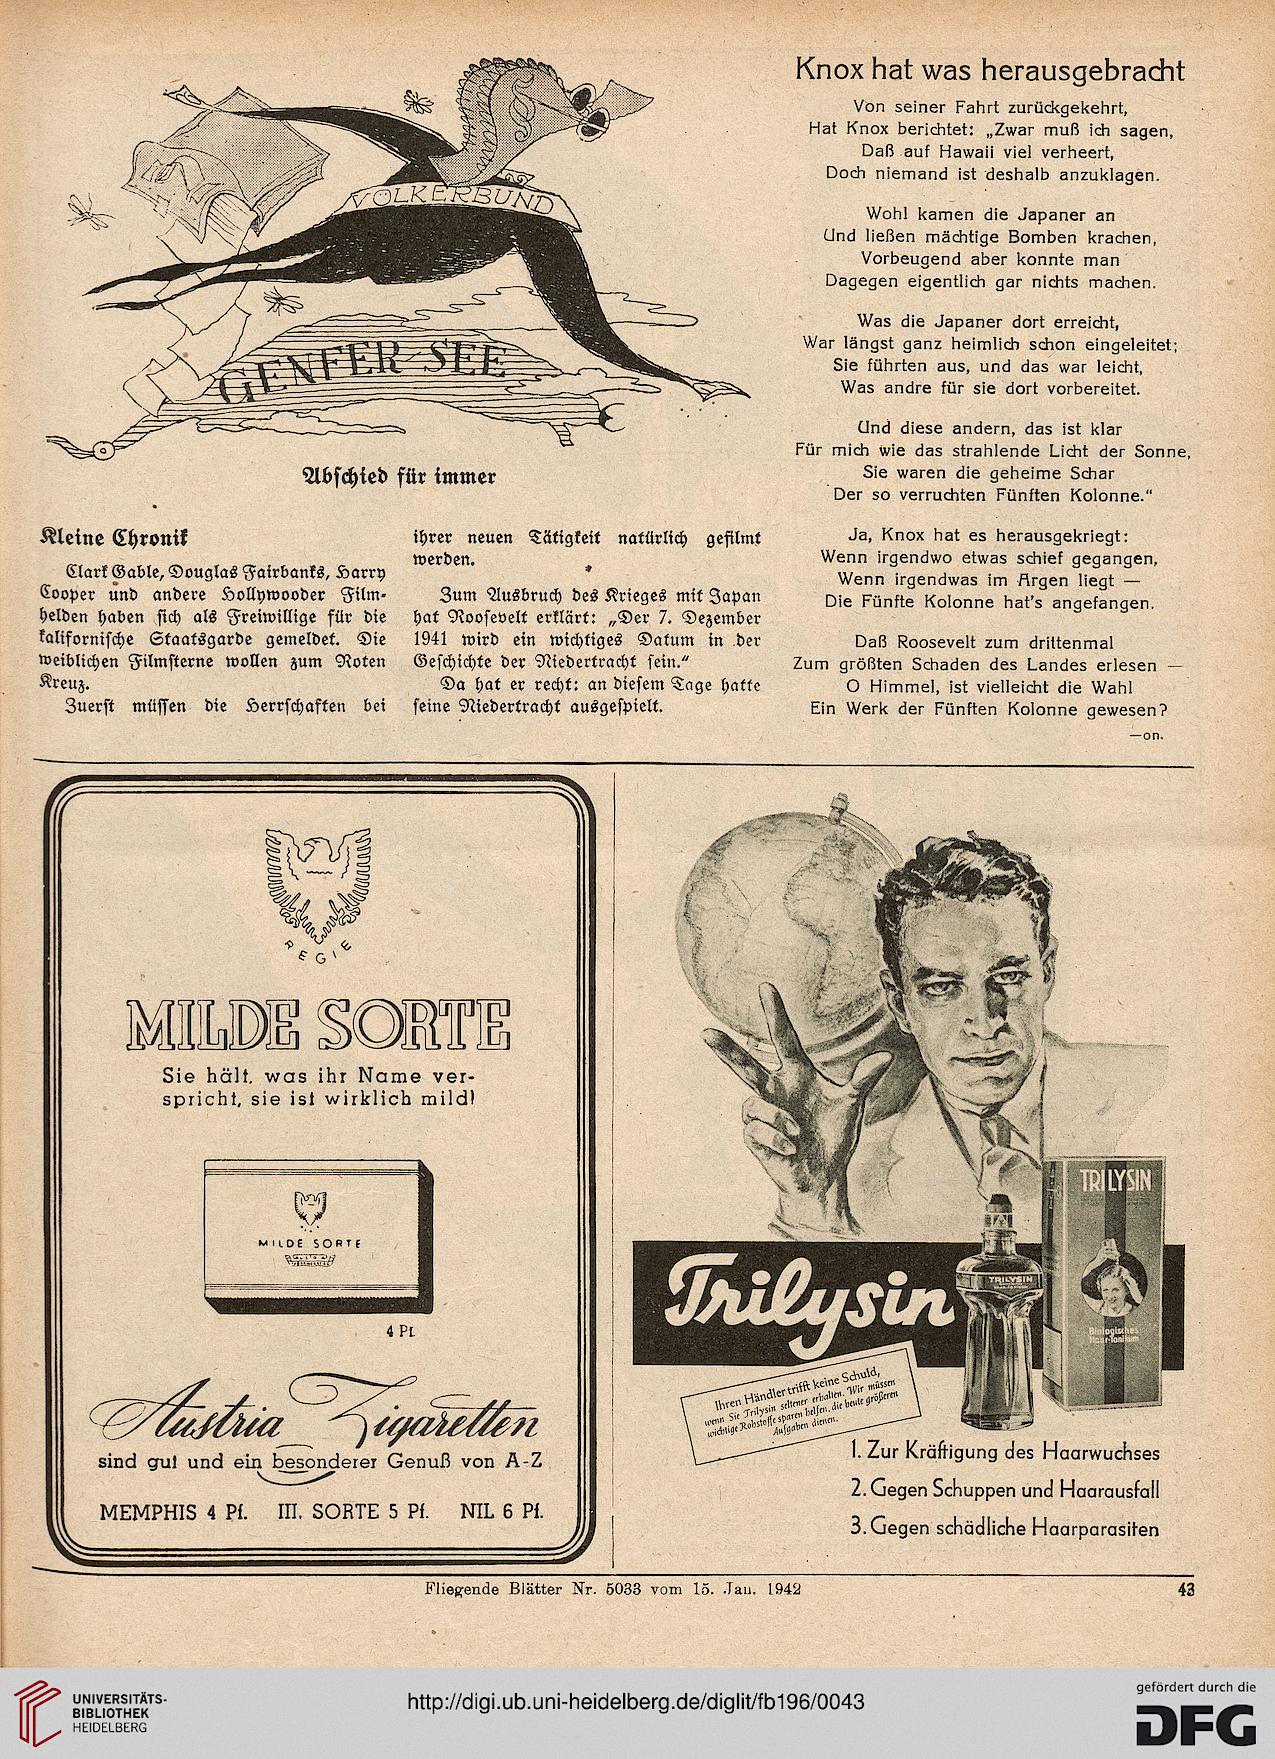 VÖLKERBUND
GENFER SEE
Abschied für immer
Kleine Chronik
Clark Gable, Douglas Fairbanks, Harry
Cooper und andere Hollywooder Film-
helden haben sich als Freiwillige für die
kalifornische Staatsgarde gemeldet. Die
weiblichen Filmsterne wollen zum Roten
Kreuz.
Zuerst müssen die Herrschaften bei
ihrer neuen Tätigkeit natürlich gefilmt
werden.
*
Zum Ausbruch des Krieges mit Japan
hat Roosevelt erklärt: „Der 7. Dezember
1941 wird ein wichtiges Datum in der
Geschichte der Niedertracht sein.“
Da hat er recht: an diesem Tage hatte
seine Niedertracht ausgespielt.
Knox hat was herausgebracht
Von seiner Fahrt zurückgekehrt,
Hat Knox berichtet: „Zwar muß ich sagen,
Daß auf Hawaii viel verheert,
Doch niemand ist deshalb anzuklagen.
Wohl kamen die Japaner an
Und ließen mächtige Bomben krachen,
Vorbeugend aber konnte man
Dagegen eigentlich gar nichts machen.
Was die Japaner dort erreicht,
War längst ganz heimlich schon eingeleitet;
Sie führten aus, und das war leicht,
Was andre für sie dort vorbereitet.
Und diese andern, das ist klar
Für mich wie das strahlende Licht der Sonne,
Sie waren die geheime Schar
Der so verruchten Fünften Kolonne.“
Ja, Knox hat es herausgekriegt:
Wenn irgendwo etwas schief gegangen,
Wenn irgendwas im Argen liegt —
Die Fünfte Kolonne hat's angefangen.
Daß Roosevelt zum drittenmal
Zum größten Schaden des Landes erlesen —
O Himmel, ist vielleicht die Wahl
Ein Werk der Fünften Kolonne gewesen?
—on.
REGIE
MILDE SORTE
Sie hält, was ihr Name ver-
spricht, sie ist wirklich mild!
MILDE SORTE
4 Pf.
Austria Zigaretten
sind gut und ein besonderer Genuß von A-Z
MEMPHIS 4 Pf. III. SORTE 5 Pf. NIL 6 Pf.
TRILYSIN
Trilysin
TRILYSIN
Biologisches
Haar-Tonikum
Ihren Händler trifft keine Schuld,
wenn Sie Trilysin seltener erhalten. Wir müssen
wichtige Rohstoffe sparen helfen, die heute größeren
Aufgaben dienen.
1. Zur Kräftigung des Haarwuchses
2. Gegen Schuppen und Haarausfall
3. Gegen schädliche Haarparasiten
Fliegende Blätter Nr. 5033 vom 15. Jan. 1942
43
UNIVERSITÄTS-
BIBLIOTHEK
HEIDELBERG
http://digi.ub.uni-heidelberg.de/diglit/fb196/0043
gefördert durch die
DFG